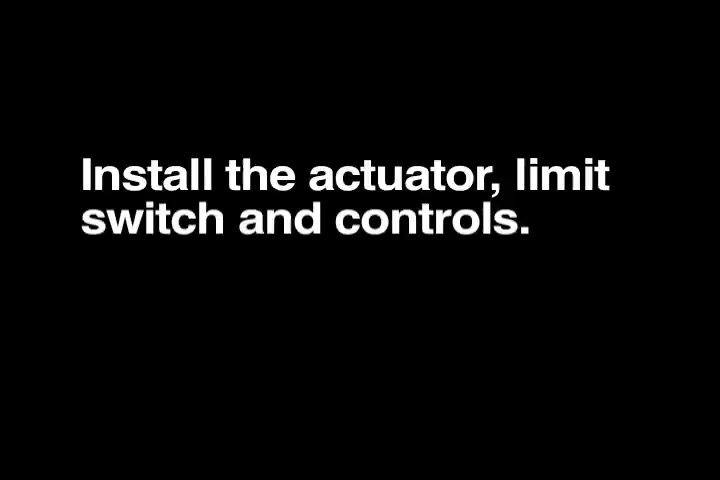 Install the actuator, limit
switch and controls.